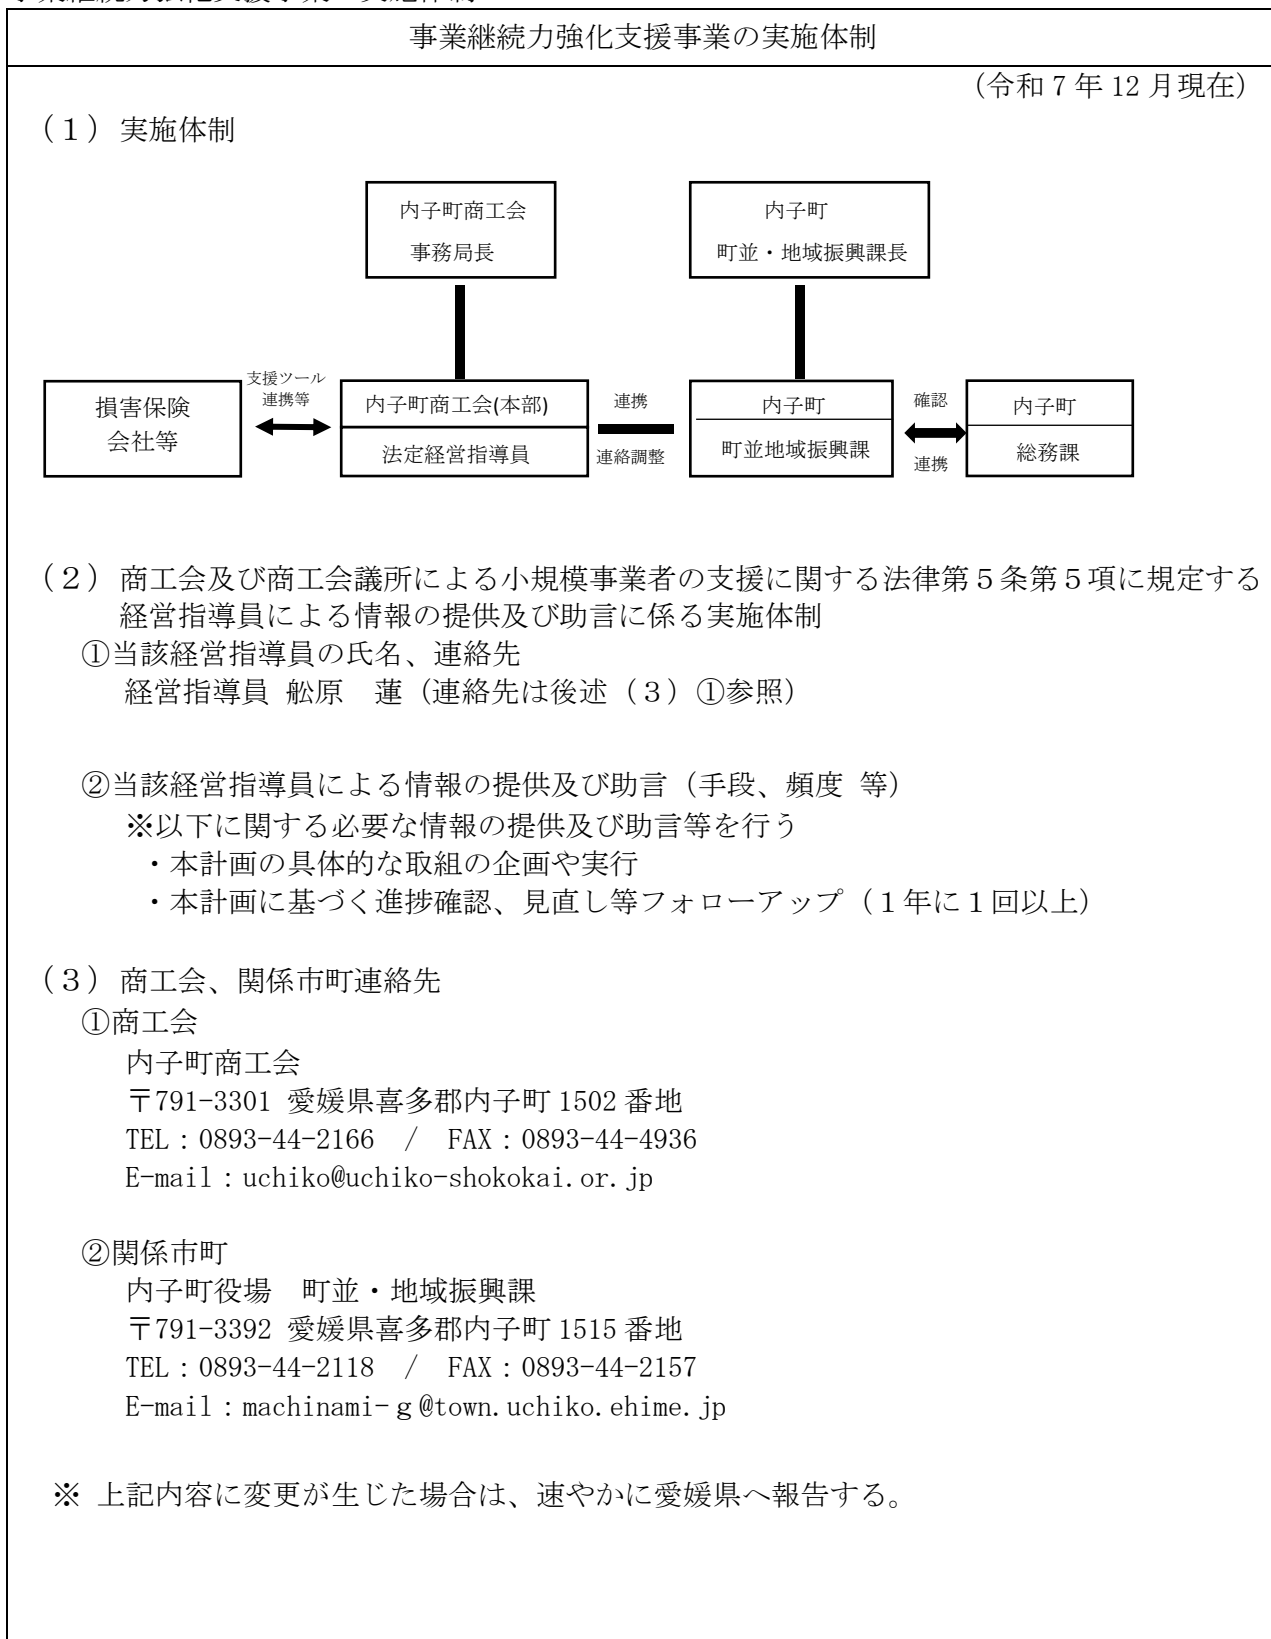 事業継続力強化支援事業の実施体制
(令和7年12月現在)
(1) 実施体制
内子町商工会
事務局長
内子町
町並・地域振興課長
損害保険
会社等
支援ツール
連携等
内子町商工会(本部)
法定経営指導員
連携
連絡調整
内子町
町並地域振興課
確認
連携
内子町
総務課
(2) 商工会及び商工会議所による小規模事業者の支援に関する法律第5条第5項に規定する
経営指導員による情報の提供及び助言に係る実施体制
①当該経営指導員の氏名、連絡先
経営指導員 舩原 蓮 (連絡先は後述(3)①参照)
②当該経営指導員による情報の提供及び助言(手段、頻度 等)
※以下に関する必要な情報の提供及び助言等を行う
・本計画の具体的な取組の企画や実行
・本計画に基づく進捗確認、見直し等フォローアップ(1年に1回以上)
(3) 商工会、関係市町連絡先
①商工会
内子町商工会
〒791-3301 愛媛県喜多郡内子町1502番地
TEL:0893-44-2166 / FAX:0893-44-4936
E-mail:uchiko@uchiko-shokokai.or.jp
②関係市町
内子町役場 町並・地域振興課
〒791-3392 愛媛県喜多郡内子町1515番地
TEL:0893-44-2118 / FAX:0893-44-2157
E-mail:machinami-g@town.uchiko.ehime.jp
※ 上記内容に変更が生じた場合は、速やかに愛媛県へ報告する。